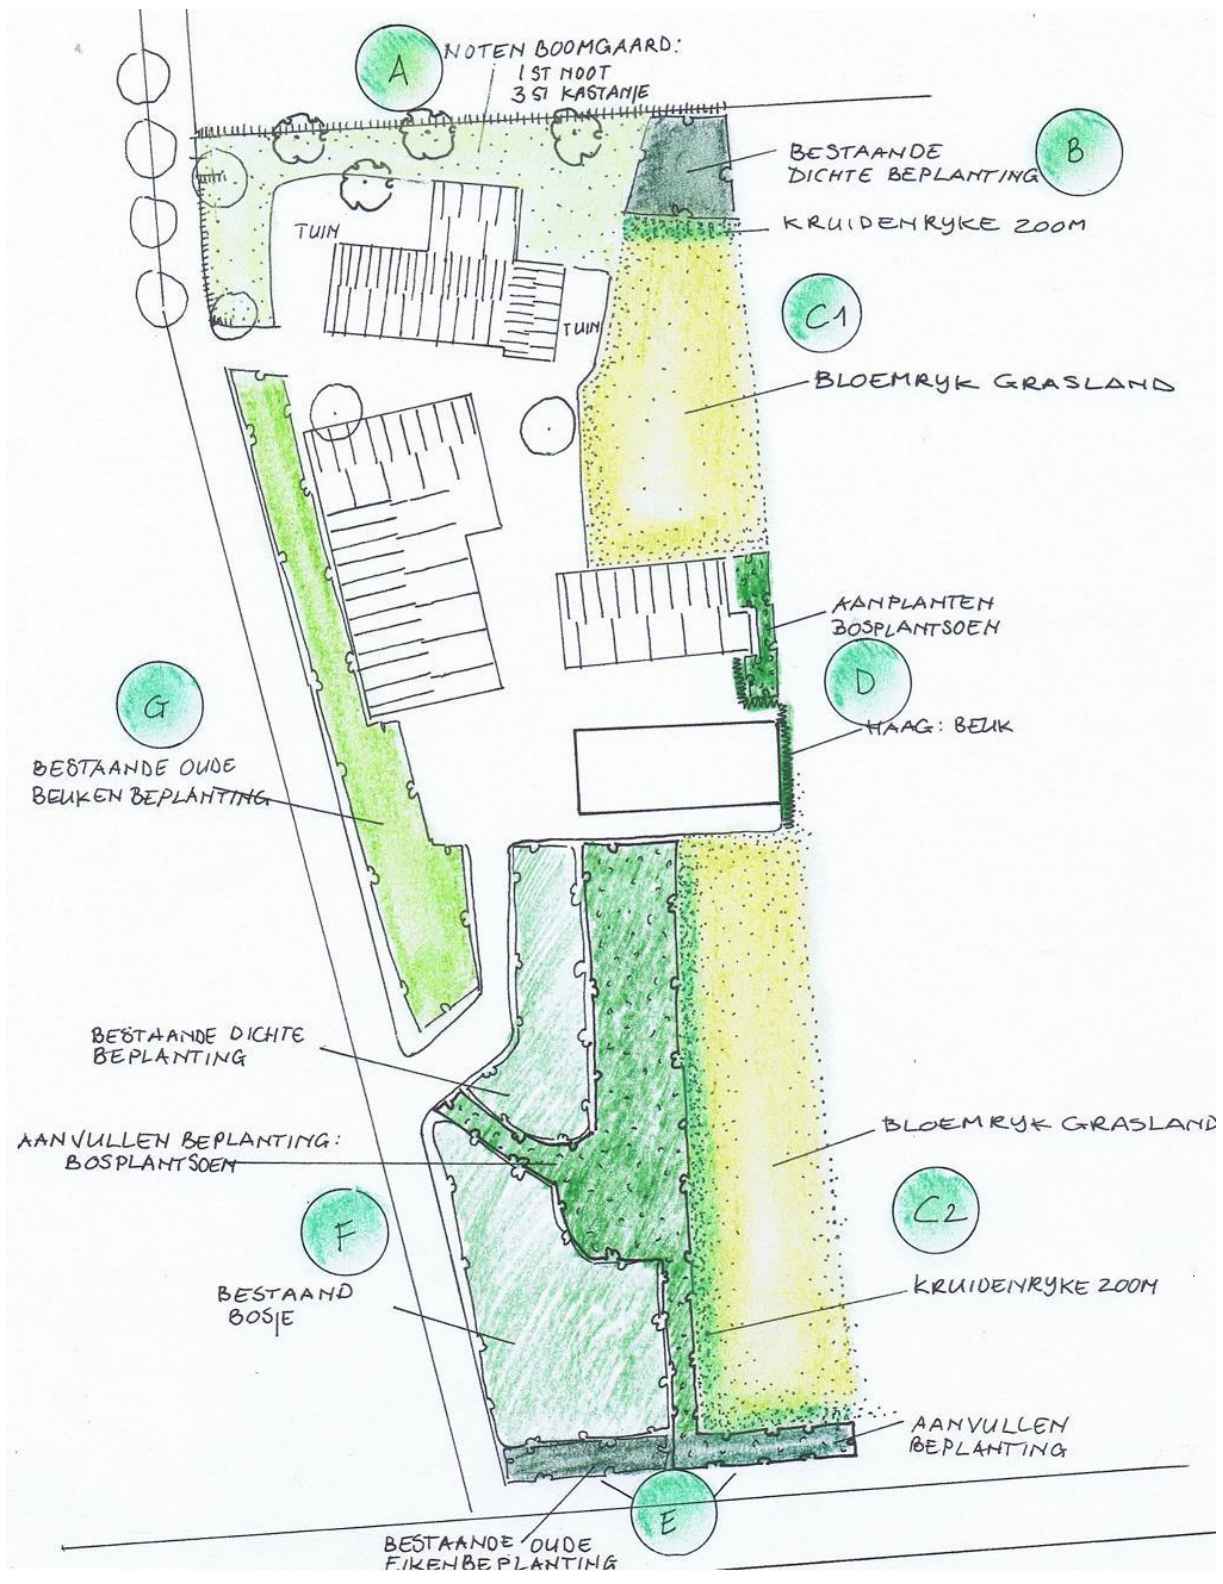 A
NOTEN BOOMGAARD:
1 ST NOOT
3 ST KASTANJE
BESTAANDE
DICHTE BEPLANTING
B
KRUIDENRYKE ZOOM
TUIN
TUIN
C1
BLOEMRYK GRASLAND
AANPLANTEN
BOSPLANTSOEN
D
HAAG: BEUK
G
BESTAANDE OUDE
BEUKEN BEPLANTING
BESTAANDE DICHTE
BEPLANTING
AANVULLEN BEPLANTING:
BOSPLANTSOEN
BLOEMRYK GRASLAND
C2
F
BESTAAND
BOSJE
KRUIDENRYKE ZOOM
AANVULLEN
BEPLANTING
E
BESTAANDE OUDE
EIKENBEPLANTING